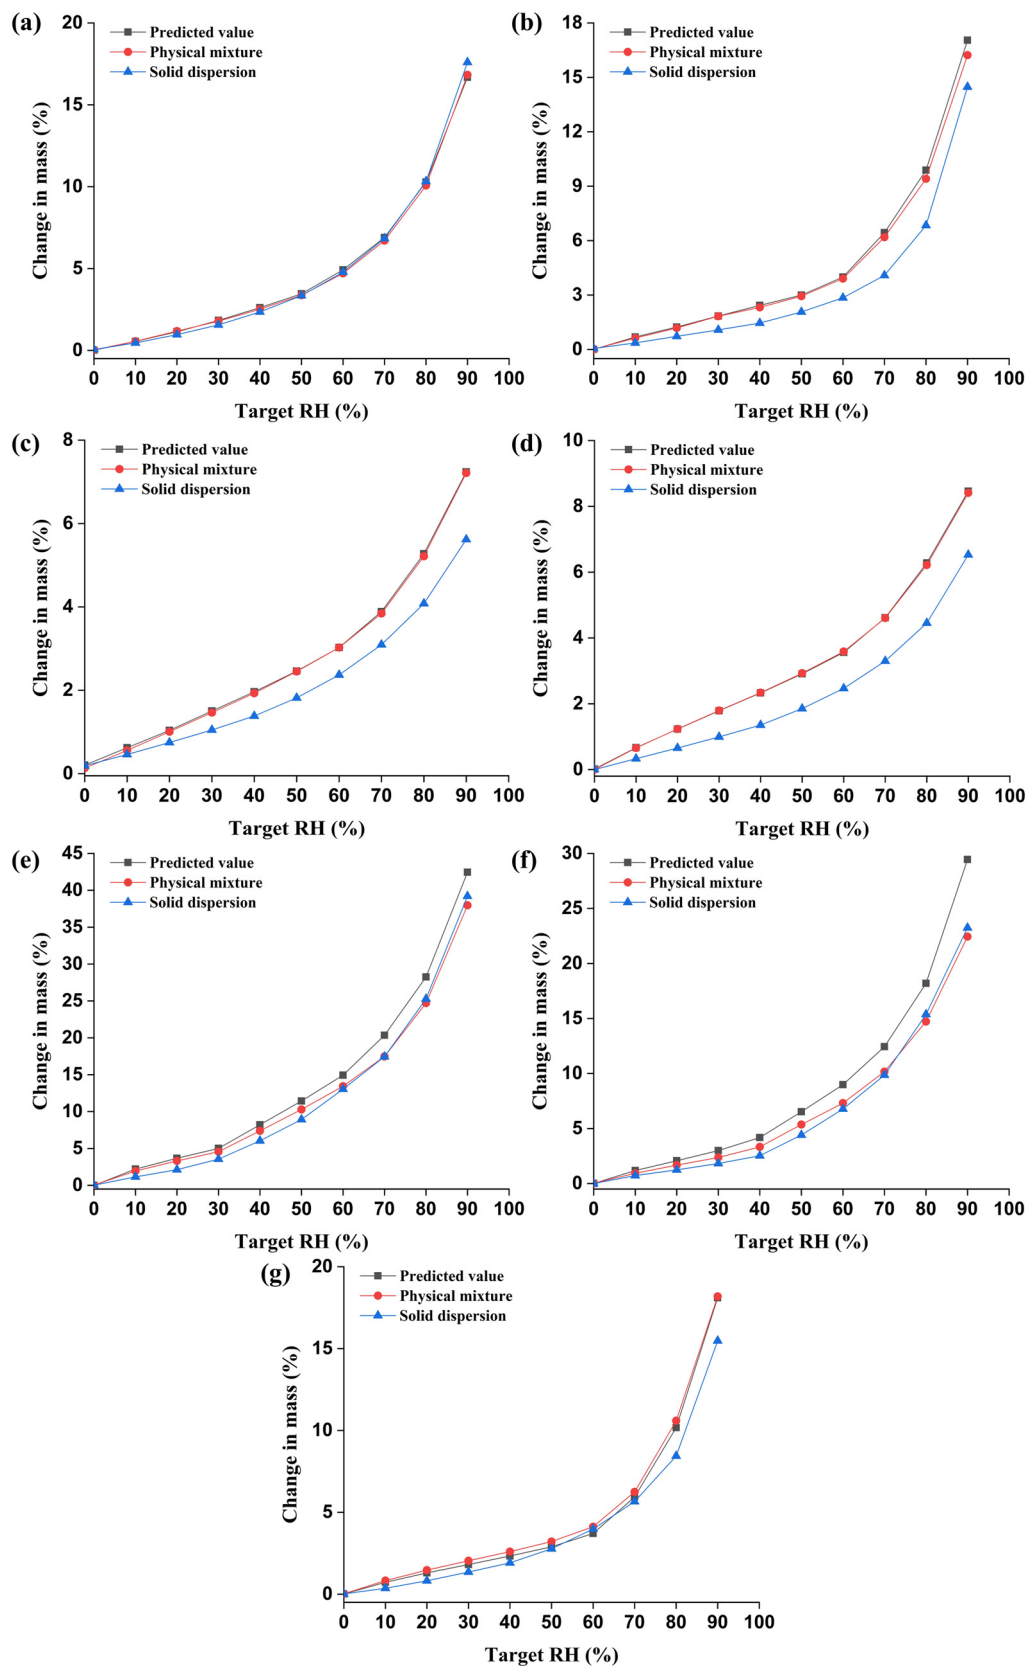 (a)
Predicted value
Physical mixture
Solid dispersion
Change in mass (%)
20
15
10
5
0
0 10 20 30 40 50 60 70 80 90 100
Target RH (%)
(b)
Predicted value
Physical mixture
Solid dispersion
Change in mass (%)
18
15
12
9
6
3
0
0 10 20 30 40 50 60 70 80 90 100
Target RH (%)
(c)
Predicted value
Physical mixture
Solid dispersion
Change in mass (%)
8
6
4
2
0
0 10 20 30 40 50 60 70 80 90 100
Target RH (%)
(d)
Predicted value
Physical mixture
Solid dispersion
Change in mass (%)
10
8
6
4
2
0
0 10 20 30 40 50 60 70 80 90 100
Target RH (%)
(e)
Predicted value
Physical mixture
Solid dispersion
Change in mass (%)
45
40
35
30
25
20
15
10
5
0
0 10 20 30 40 50 60 70 80 90 100
Target RH (%)
(f)
Predicted value
Physical mixture
Solid dispersion
Change in mass (%)
30
25
20
15
10
5
0
0 10 20 30 40 50 60 70 80 90 100
Target RH (%)
(g)
Predicted value
Physical mixture
Solid dispersion
Change in mass (%)
20
15
10
5
0
0 10 20 30 40 50 60 70 80 90 100
Target RH (%)